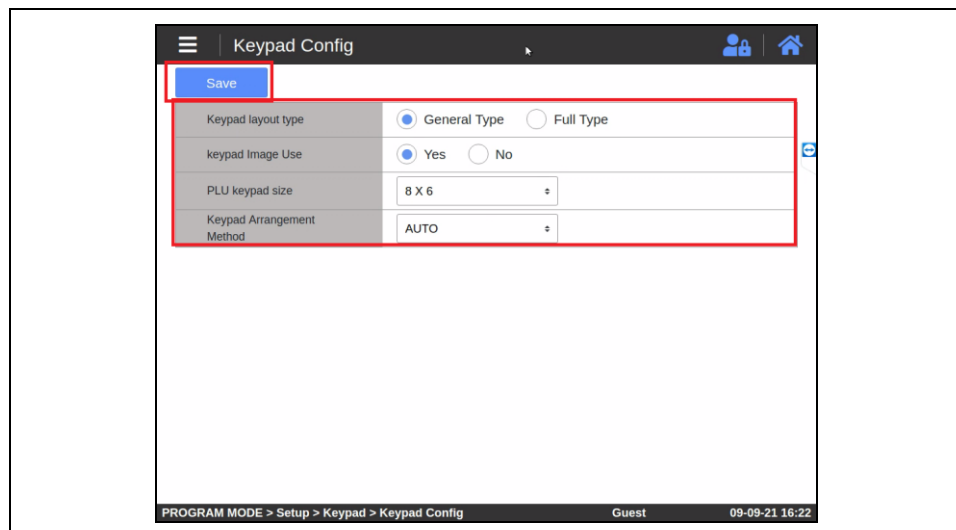 Keypad Config
Save
Keypad layout type General Type Full Type
keypad Image Use Yes No
PLU keypad size 8 X 6
Keypad Arrangement
Method AUTO
PROGRAM MODE > Setup > Keypad > Keypad Config Guest 09-09-21 16:22